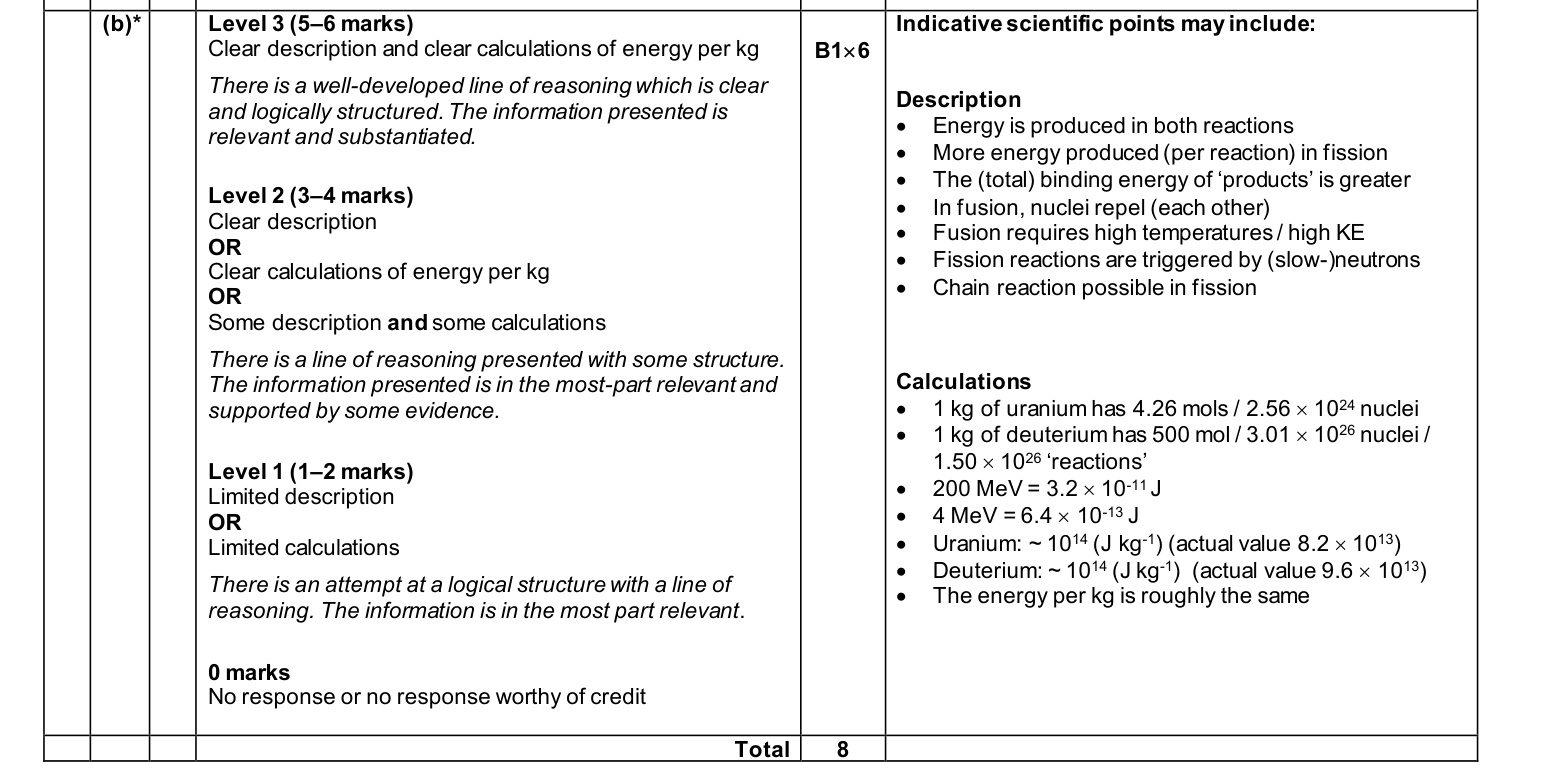 (b)*
Level 3 (5–6 marks)
Clear description and clear calculations of energy per kg
There is a well-developed line of reasoning which is clear
and logically structured. The information presented is
relevant and substantiated.
Level 2 (3–4 marks)
Clear description
OR
Clear calculations of energy per kg
OR
Some description and some calculations
There is a line of reasoning presented with some structure.
The information presented is in the most-part relevant and
supported by some evidence.
Level 1 (1–2 marks)
Limited description
OR
Limited calculations
There is an attempt at a logical structure with a line of
reasoning. The information is in the most part relevant.
0 marks
No response or no response worthy of credit
B1×6
Indicative scientific points may include:
Description
• Energy is produced in both reactions
• More energy produced (per reaction) in fission
• The (total) binding energy of ‘products’ is greater
• In fusion, nuclei repel (each other)
• Fusion requires high temperatures / high KE
• Fission reactions are triggered by (slow-)neutrons
• Chain reaction possible in fission
Calculations
• 1 kg of uranium has 4.26 mols / 2.56 × 10²⁴ nuclei
• 1 kg of deuterium has 500 mol / 3.01 × 10²⁶ nuclei /
1.50 × 10²⁶ ‘reactions’
• 200 MeV = 3.2 × 10⁻¹¹ J
• 4 MeV = 6.4 × 10⁻¹³ J
• Uranium: ~ 10¹⁴ (J kg⁻¹) (actual value 8.2 × 10¹³)
• Deuterium: ~ 10¹⁴ (J kg⁻¹) (actual value 9.6 × 10¹³)
• The energy per kg is roughly the same
Total 8